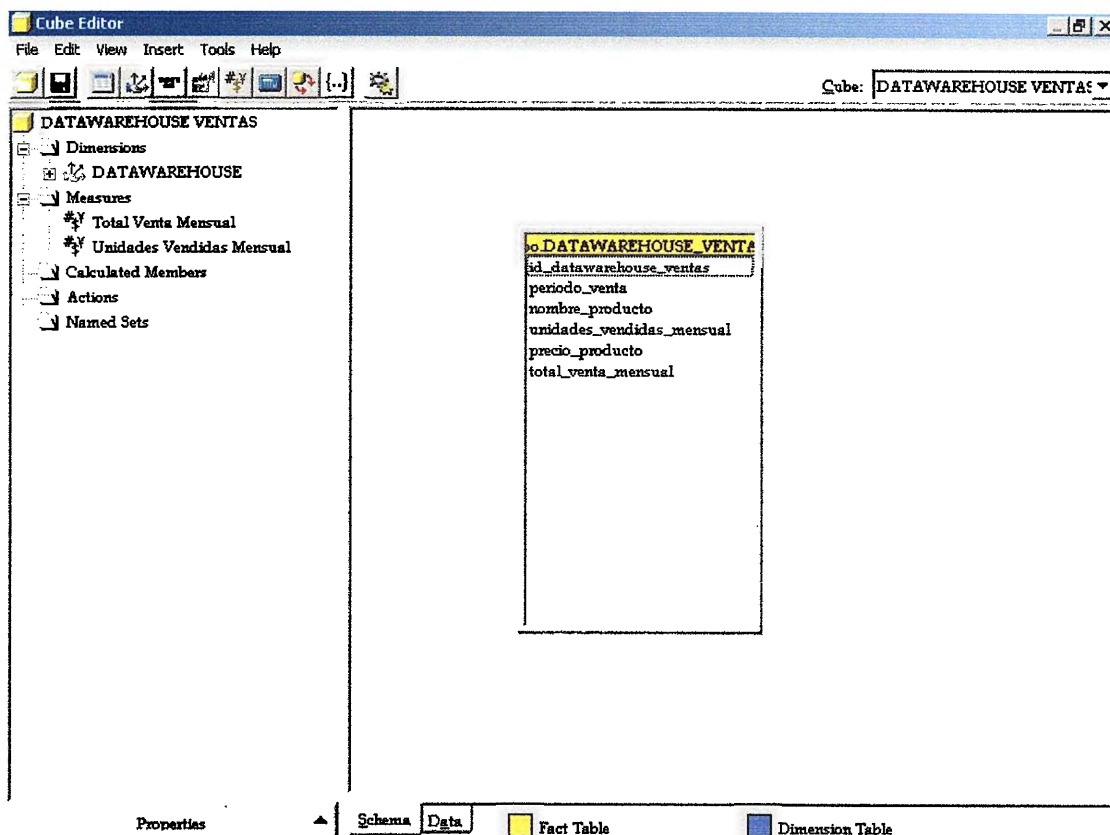 Cube Editor
File Edit View Insert Tools Help
Cube: DATAWAREHOUSE VENTAS
DATAWAREHOUSE VENTAS
Dimensions
DATAWAREHOUSE
Measures
Total Venta Mensual
Unidades Vendidas Mensual
Calculated Members
Actions
Named Sets
o.DATAWAREHOUSE_VENTA
id_datawarehouse_ventas
periodo_venta
nombre_producto
unidades_vendidas_mensual
precio_producto
total_venta_mensual
Properties
Schema Data Fact Table Dimension Table